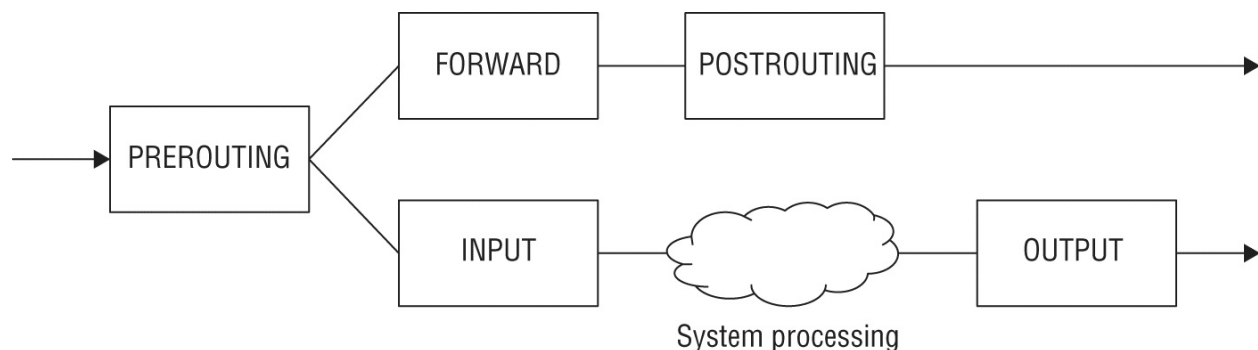 FORWARD
POSTROUTING
PREROUTING
INPUT
OUTPUT
System processing